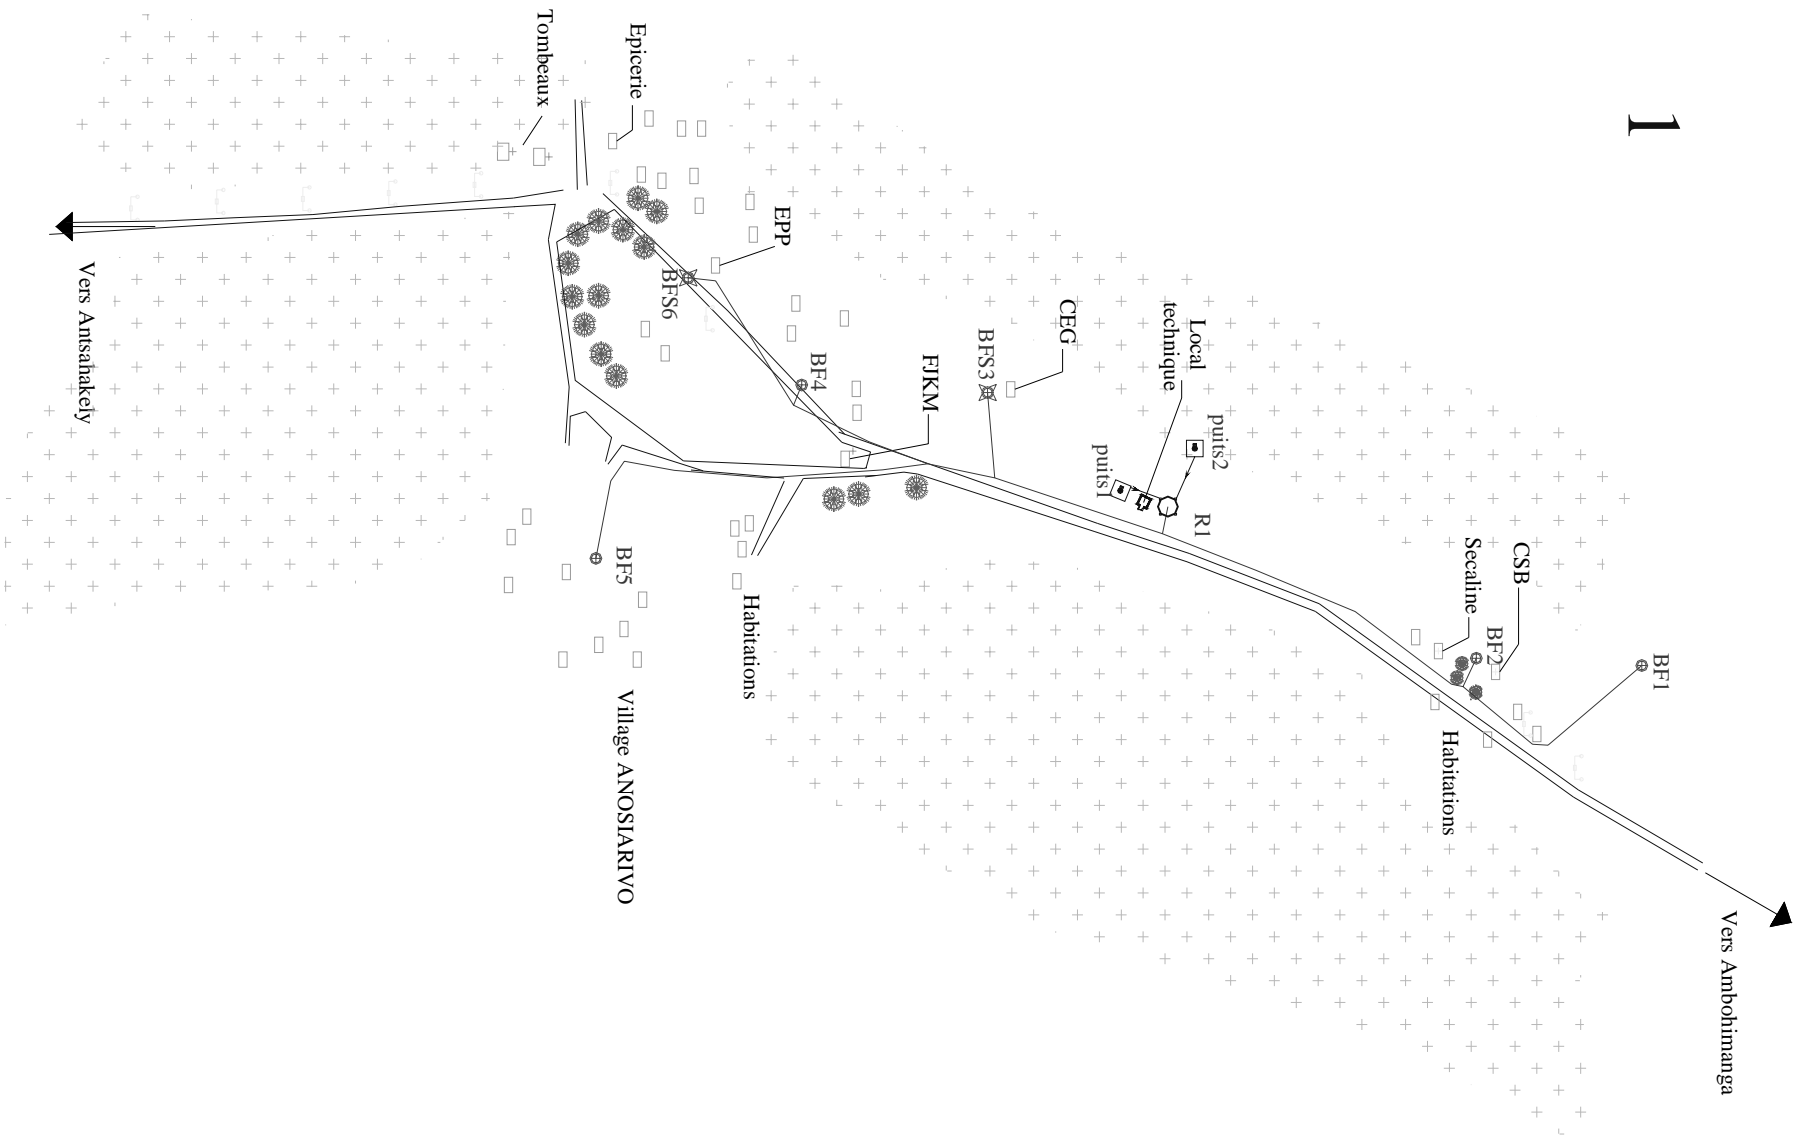 1
Vers Ambohimanga
BF1
CSB
BF2
Secaline
Habitations
puits2
Local
technique
R1
puits1
CEG
BFS3
FJKM
BF4
EPP
Habitations
BFS6
Epicerie
BF5
Village ANOSIARIVO
Tombeaux
Vers Antsahakely